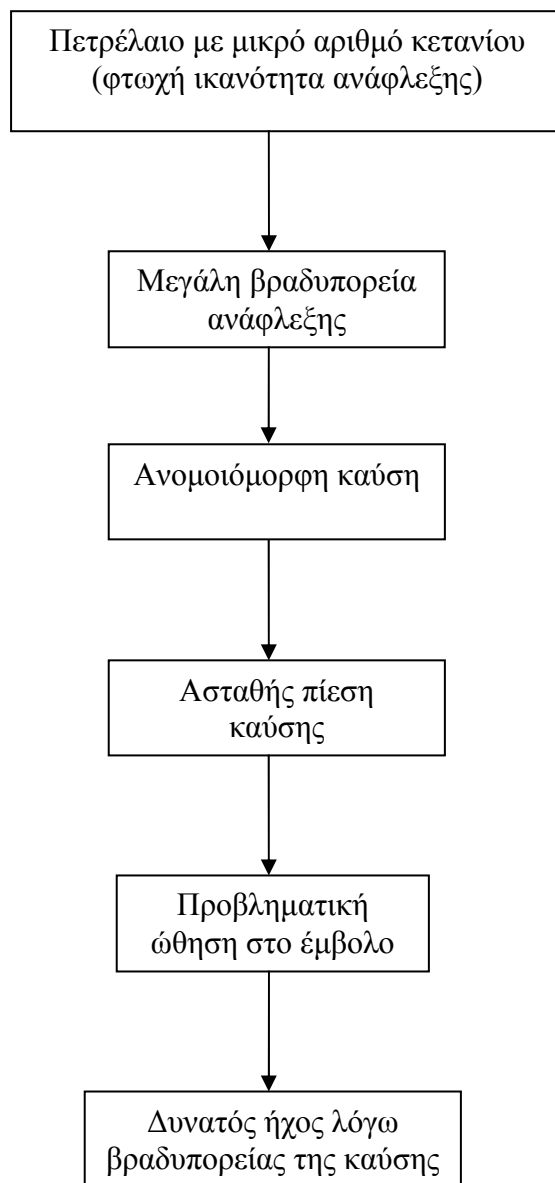 Πετρέλαιο με μικρό αριθμό κετανίου
(φτωχή ικανότητα ανάφλεξης)
Μεγάλη βραδυπορεία
ανάφλεξης
Ανομοιόμορφη καύση
Ασταθής πίεση
καύσης
Προβληματική
ώθηση στο έμβολο
Δυνατός ήχος λόγω
βραδυπορείας της καύσης